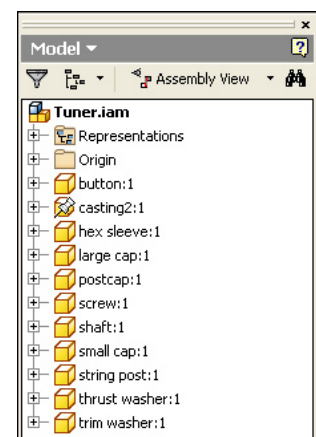 Model
Assembly View
Tuner.iam
Representations
Origin
button:1
casting2:1
hex sleeve:1
large cap:1
postcap:1
screw:1
shaft:1
small cap:1
string post:1
thrust washer:1
trim washer:1